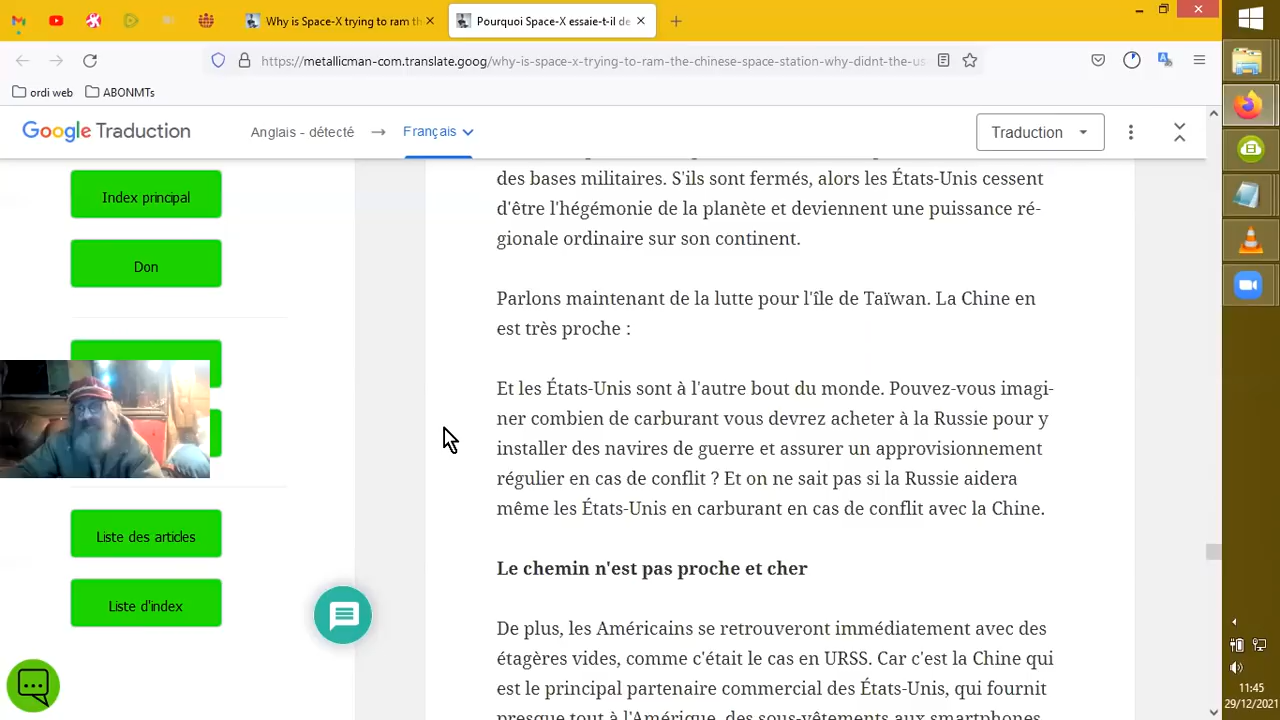 Why is Space-X trying to ram th
Pourquoi Space-X essaie-t-il de
https://metallicman-com.translate.goog/why-is-space-x-trying-to-ram-the-chinese-space-station-why-didnt-the-us
ordi web
ABONMTs
Google Traduction
Anglais - détecté → Français
Traduction
Index principal
Don
Liste des articles
Liste d'index
des bases militaires. S'ils sont fermés, alors les États-Unis cessent
d'être l'hégémonie de la planète et deviennent une puissance ré-
gionale ordinaire sur son continent.
Parlons maintenant de la lutte pour l'île de Taïwan. La Chine en
est très proche :
Et les États-Unis sont à l'autre bout du monde. Pouvez-vous imagi-
ner combien de carburant vous devrez acheter à la Russie pour y
installer des navires de guerre et assurer un approvisionnement
régulier en cas de conflit ? Et on ne sait pas si la Russie aidera
même les États-Unis en carburant en cas de conflit avec la Chine.
Le chemin n'est pas proche et cher
De plus, les Américains se retrouveront immédiatement avec des
étagères vides, comme c'était le cas en URSS. Car c'est la Chine qui
est le principal partenaire commercial des États-Unis, qui fournit
presque tout à l'Amérique, des sous-vêtements aux smartphones
11:45
29/12/2021